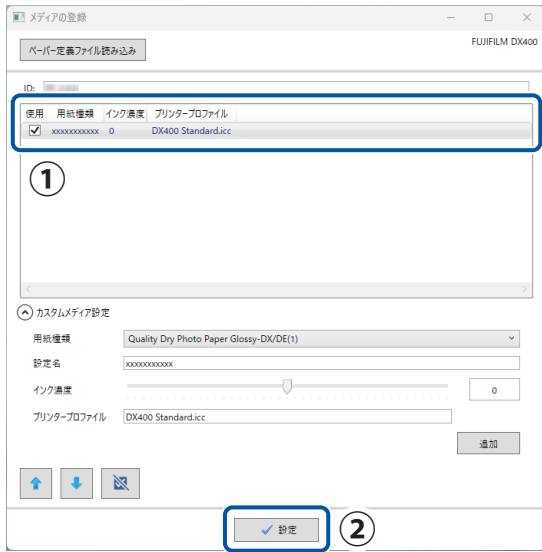 メディアの登録
ペーパー定義ファイル読み込み
FUJIFILM DX400
ID:
使用 用紙種類 インク濃度 プリンタープロファイル
xxxxxxxxxxx 0 DX400 Standard.icc
①
カスタムメディア設定
用紙種類 Quality Dry Photo Paper Glossy-DX/DE(1)
設定名 xxxxxxxxxxx
インク濃度 0
プリンタープロファイル DX400 Standard.icc
追加
設定 ②